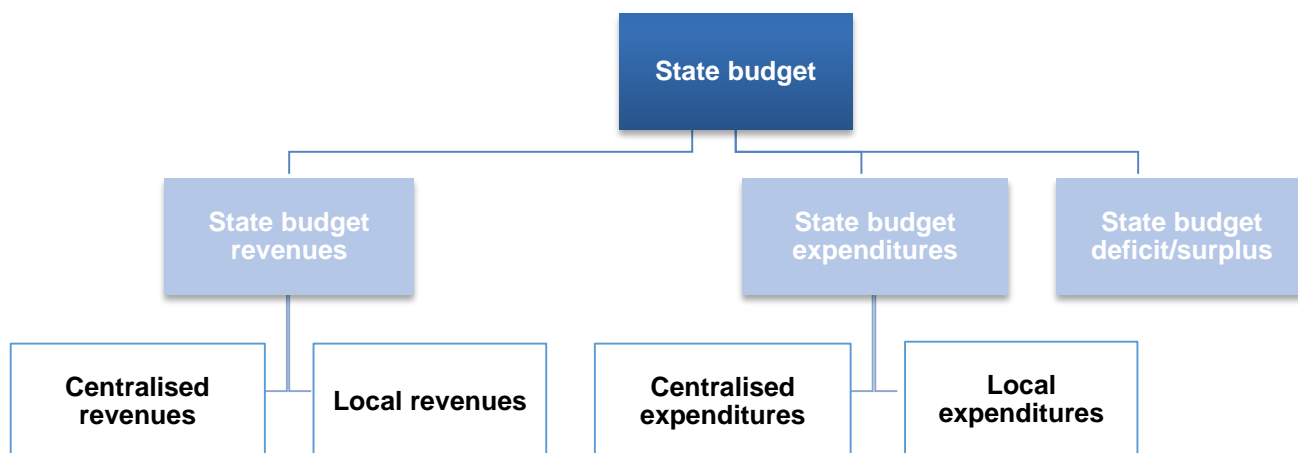 State budget
State budget
revenues
State budget
expenditures
State budget
deficit/surplus
Centralised
revenues
Local revenues
Centralised
expenditures
Local
expenditures